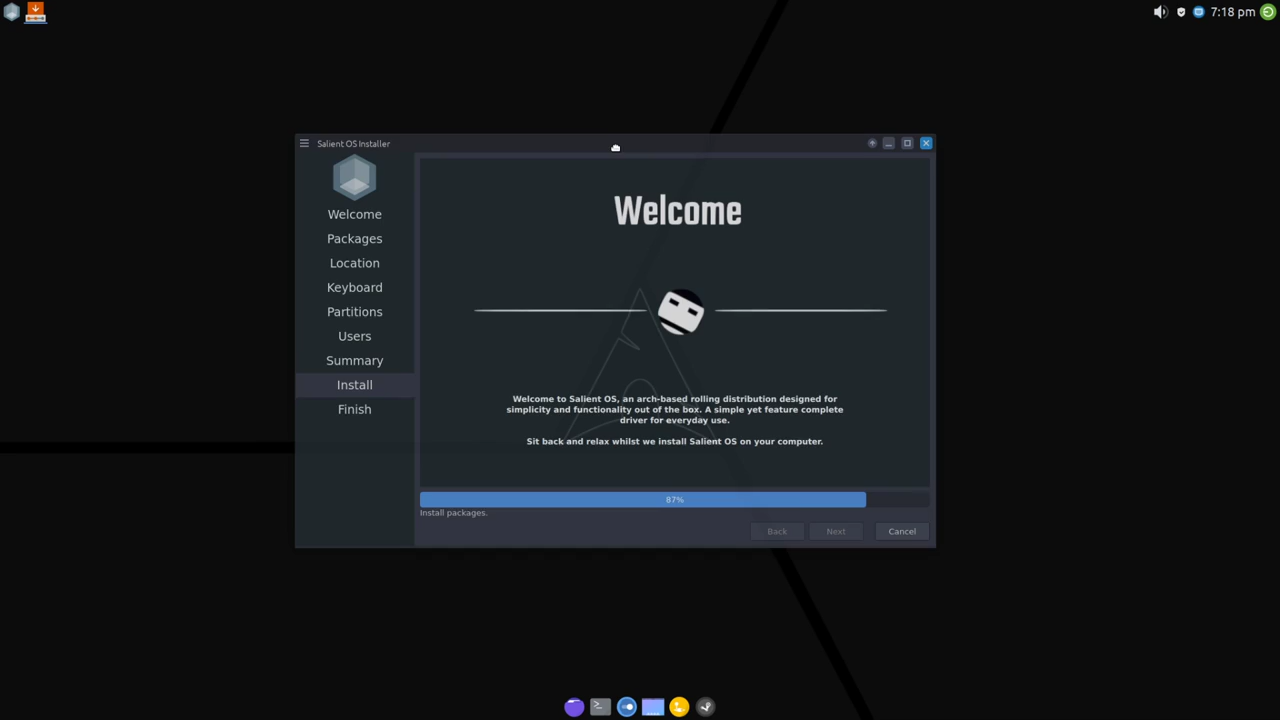 7:18 pm
Salient OS Installer
Welcome
Packages
Location
Keyboard
Partitions
Users
Summary
Install
Finish
Welcome
Welcome to Salient OS, an arch-based rolling distribution designed for
simplicity and functionality out of the box. A simple yet feature complete
driver for everyday use.
Sit back and relax whilst we install Salient OS on your computer.
87%
Install packages.
Back
Next
Cancel